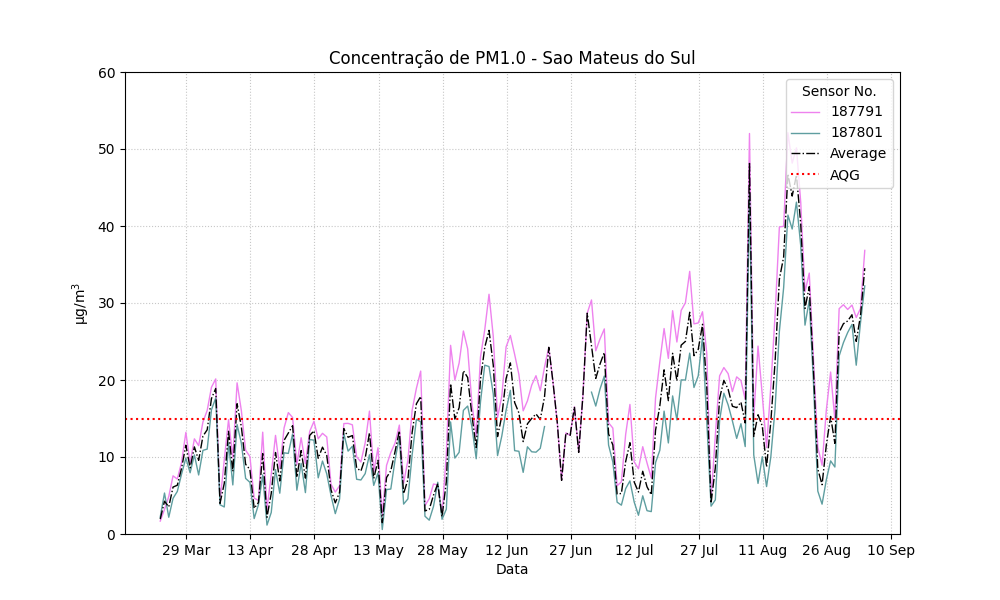 Concentração de PM1.0 - Sao Mateus do Sul
60
50
40
30
20
10
0
µg/m³
Sensor No.
187791
187801
Average
AQG
29 Mar 13 Apr 28 Apr 13 May 28 May 12 Jun 27 Jun 12 Jul 27 Jul 11 Aug 26 Aug 10 Sep
Data